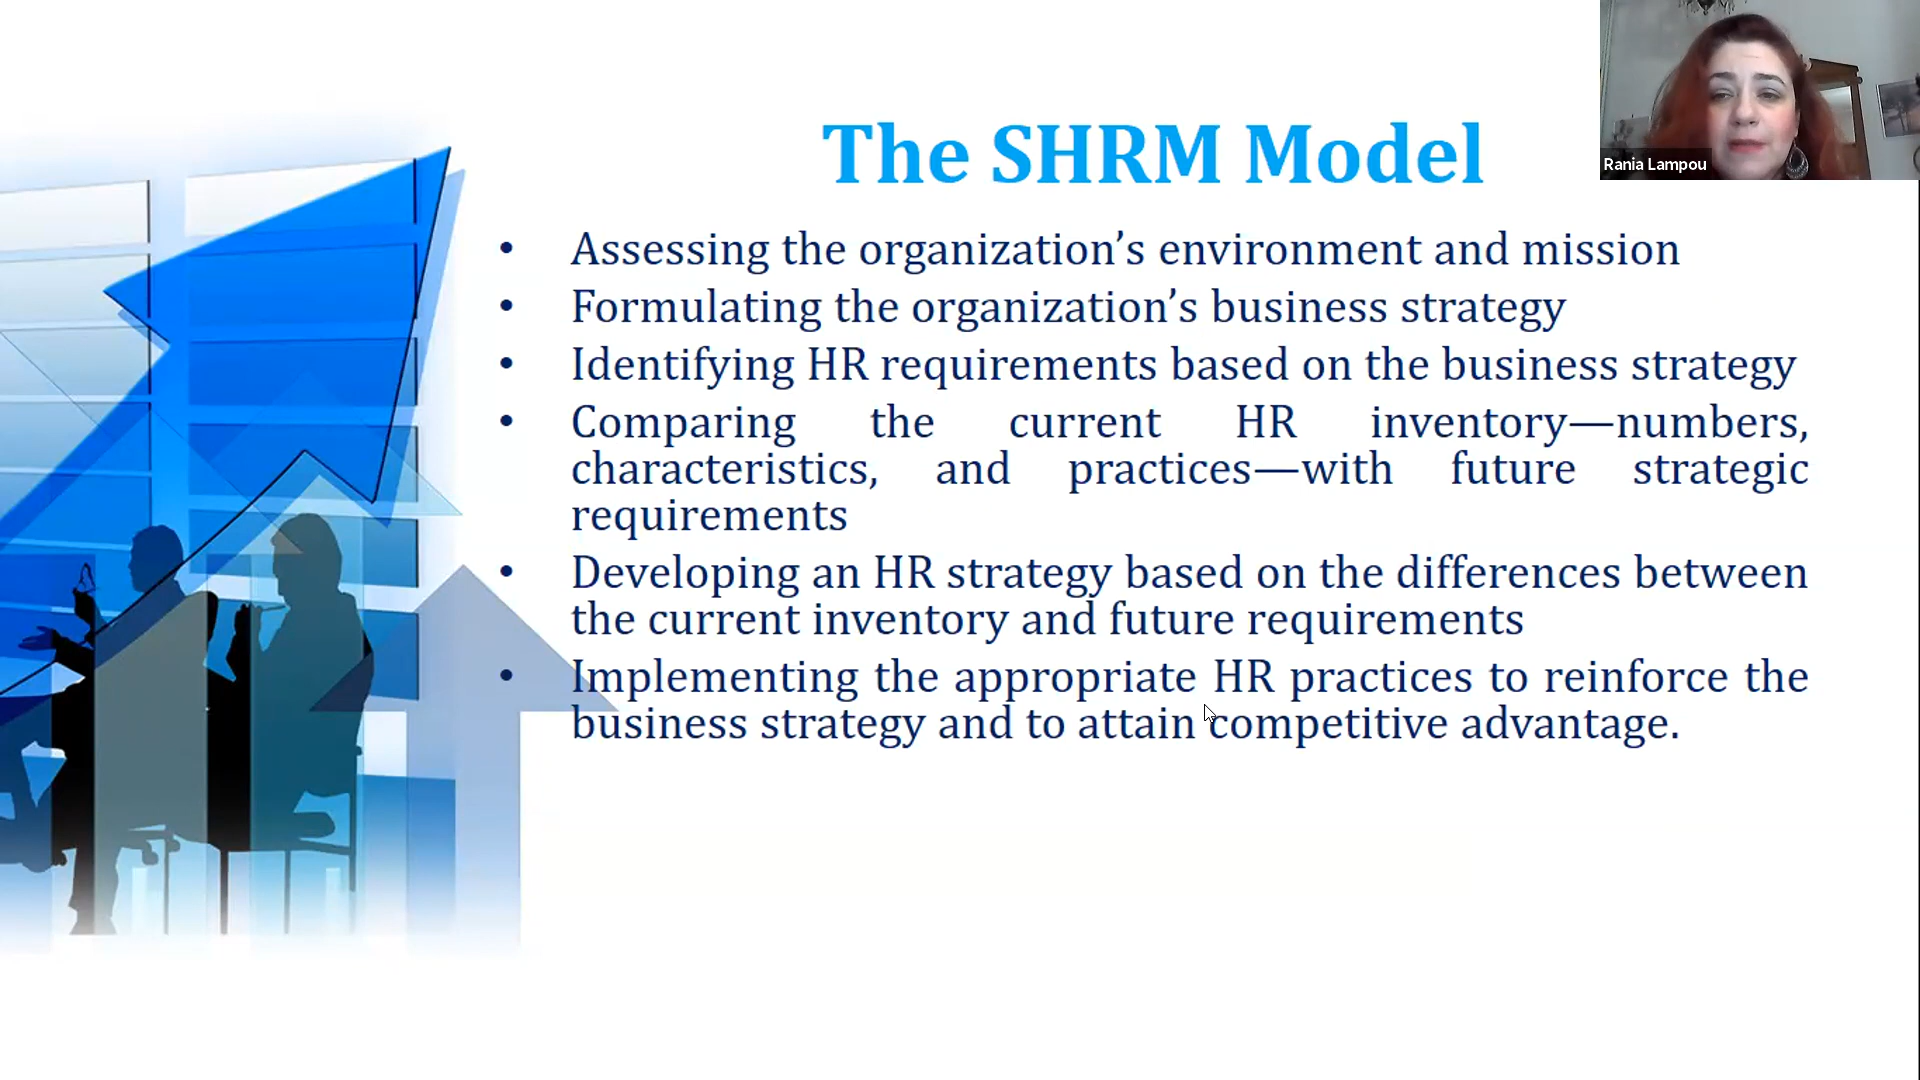 The SHRM Model
Rania Lampou
• Assessing the organization’s environment and mission
• Formulating the organization’s business strategy
• Identifying HR requirements based on the business strategy
• Comparing the current HR inventory—numbers,
characteristics, and practices—with future strategic
requirements
• Developing an HR strategy based on the differences between
the current inventory and future requirements
• Implementing the appropriate HR practices to reinforce the
business strategy and to attain competitive advantage.